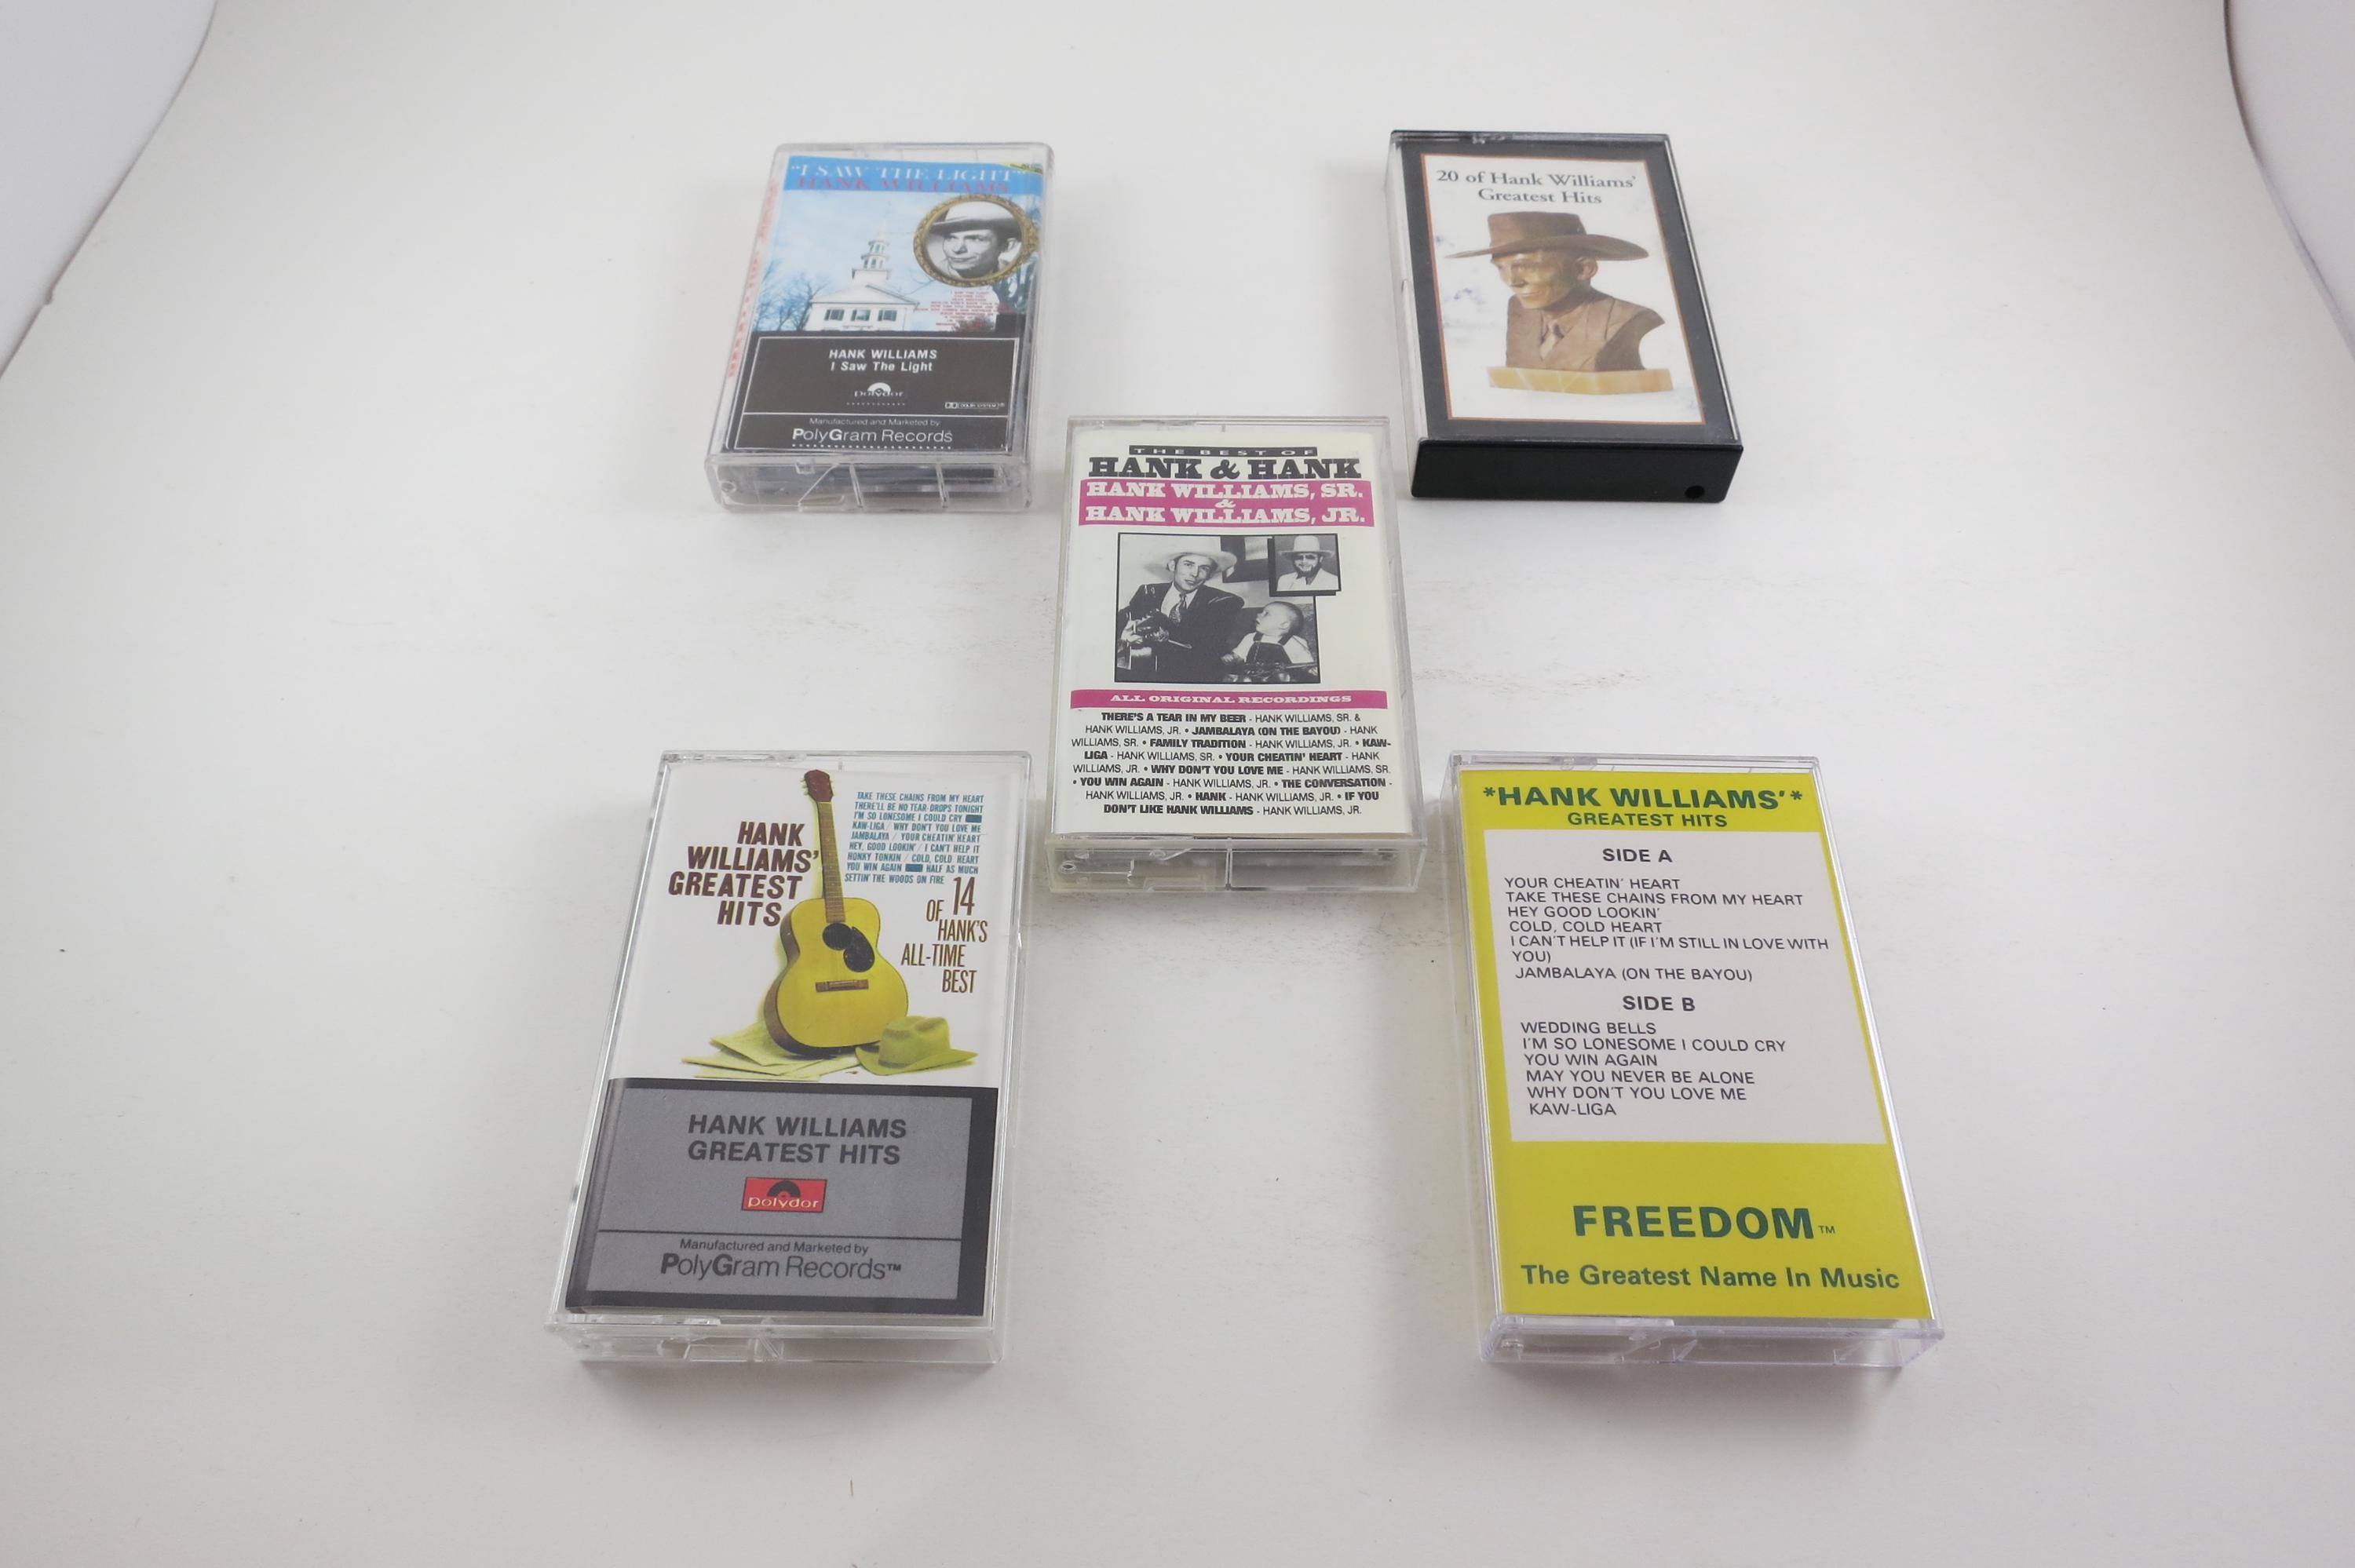 "I SAW THE LIGHT"
HANK WILLIAMS
HANK WILLIAMS
I Saw The Light
polydor
DOLBY SYSTEM
Manufactured and Marketed by
PolyGram Records
20 of Hank Williams'
Greatest Hits
THE BEST OF
HANK & HANK
HANK WILLIAMS, SR.
&
HANK WILLIAMS, JR.
ALL ORIGINAL RECORDINGS
THERE'S A TEAR IN MY BEER - HANK WILLIAMS, SR. &
HANK WILLIAMS, JR. • JAMBALAYA (ON THE BAYOU) - HANK
WILLIAMS, SR. • FAMILY TRADITION - HANK WILLIAMS, JR. • KAW-
LIGA - HANK WILLIAMS, SR. • YOUR CHEATIN' HEART - HANK
WILLIAMS, JR. • WHY DON'T YOU LOVE ME - HANK WILLIAMS, SR.
• YOU WIN AGAIN - HANK WILLIAMS, JR. • THE CONVERSATION -
HANK WILLIAMS, JR. • HANK - HANK WILLIAMS, JR. • IF YOU
DON'T LIKE HANK WILLIAMS - HANK WILLIAMS, JR.
HANK
WILLIAMS'
GREATEST
HITS
TAKE THESE CHAINS FROM MY HEART
THERE'LL BE NO TEAR-DROPS TONIGHT
I'M SO LONESOME I COULD CRY
KAW-LIGA / WHY DON'T YOU LOVE ME
JAMBALAYA / YOUR CHEATIN' HEART
HEY, GOOD LOOKIN' / I CAN'T HELP IT
HONKY TONKIN / COLD, COLD HEART
YOU WIN AGAIN HALF AS MUCH
SETTIN' THE WOODS ON FIRE
14
OF HANK'S
ALL-TIME
BEST
HANK WILLIAMS
GREATEST HITS
polydor
Manufactured and Marketed by
PolyGram Records™
*HANK WILLIAMS'*
GREATEST HITS
SIDE A
YOUR CHEATIN' HEART
TAKE THESE CHAINS FROM MY HEART
HEY GOOD LOOKIN'
COLD, COLD HEART
I CAN'T HELP IT (IF I'M STILL IN LOVE WITH
YOU)
JAMBALAYA (ON THE BAYOU)
SIDE B
WEDDING BELLS
I'M SO LONESOME I COULD CRY
YOU WIN AGAIN
MAY YOU NEVER BE ALONE
WHY DON'T YOU LOVE ME
KAW-LIGA
FREEDOM™
The Greatest Name In Music